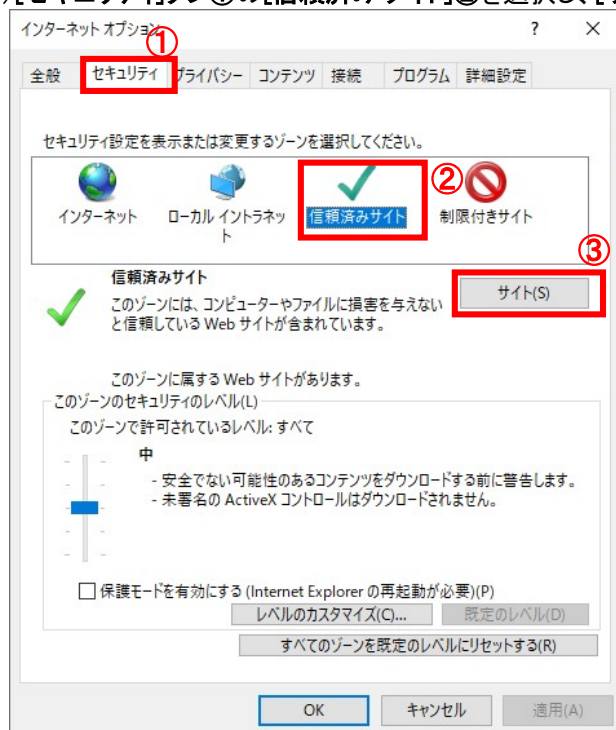 インターネット オプション ? ×
①
全般 セキュリティ プライバシー コンテンツ 接続 プログラム 詳細設定
セキュリティ設定を表示または変更するゾーンを選択してください。
②
インターネット ローカル イントラネット 信頼済みサイト 制限付きサイト
③
信頼済みサイト
サイト(S)
このゾーンには、コンピューターやファイルに損害を与えない
と信頼している Web サイトが含まれています。
このゾーンに属する Web サイトがあります。
このゾーンのセキュリティのレベル(L)
このゾーンで許可されているレベル: すべて
中
- 安全でない可能性のあるコンテンツをダウンロードする前に警告します。
- 未署名の ActiveX コントロールはダウンロードされません。
保護モードを有効にする (Internet Explorer の再起動が必要)(P)
レベルのカスタマイズ(C)... 既定のレベル(D)
すべてのゾーンを既定のレベルにリセットする(R)
OK キャンセル 適用(A)